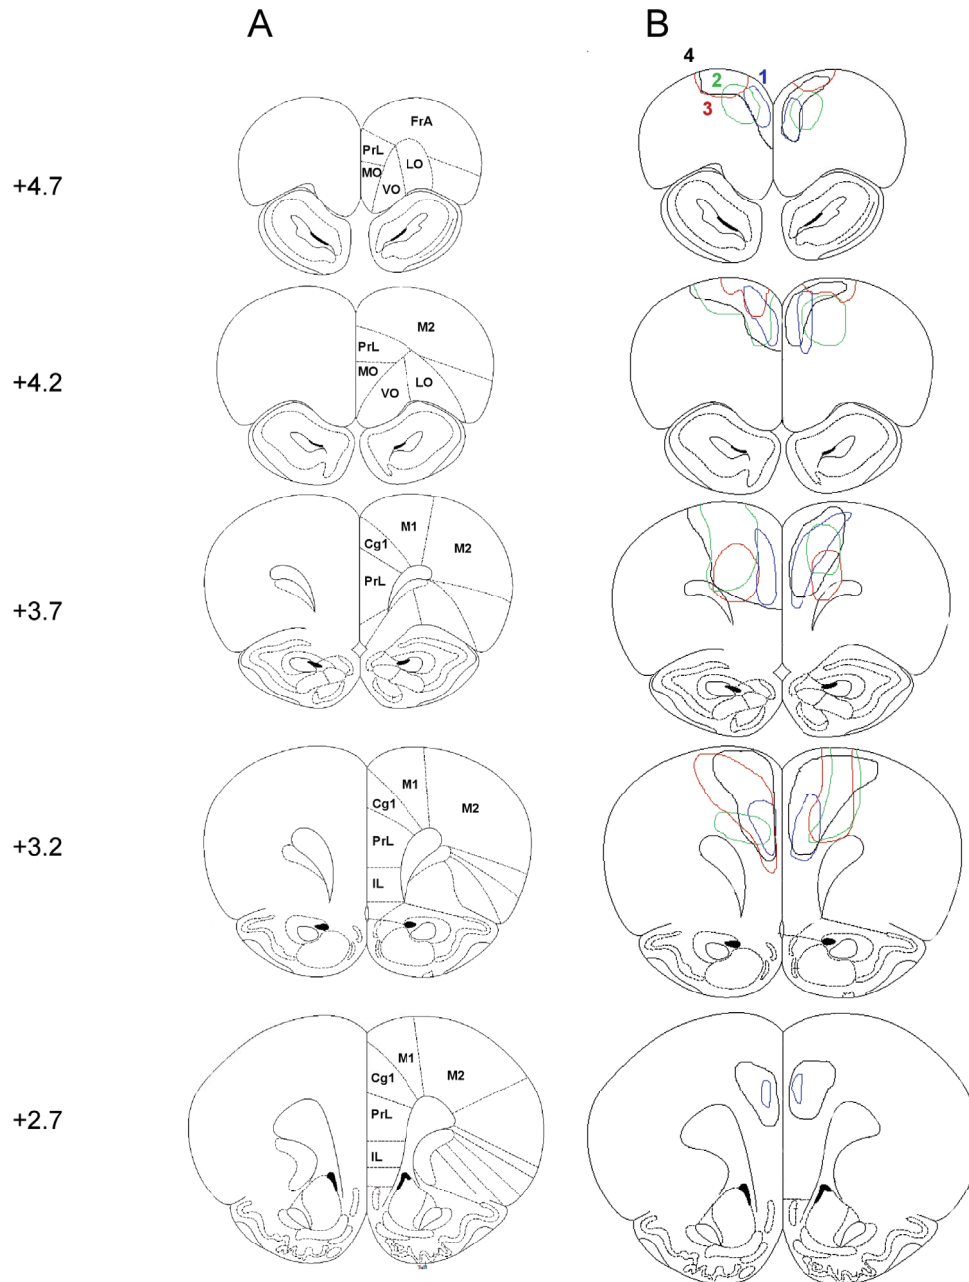 A
B
4
2
1
3
FrA
PrL
LO
MO
VO
+4.7
M2
PrL
MO
LO
VO
+4.2
M1
Cg1
M2
PrL
+3.7
M1
Cg1
M2
PrL
IL
+3.2
M1
Cg1
M2
PrL
IL
+2.7